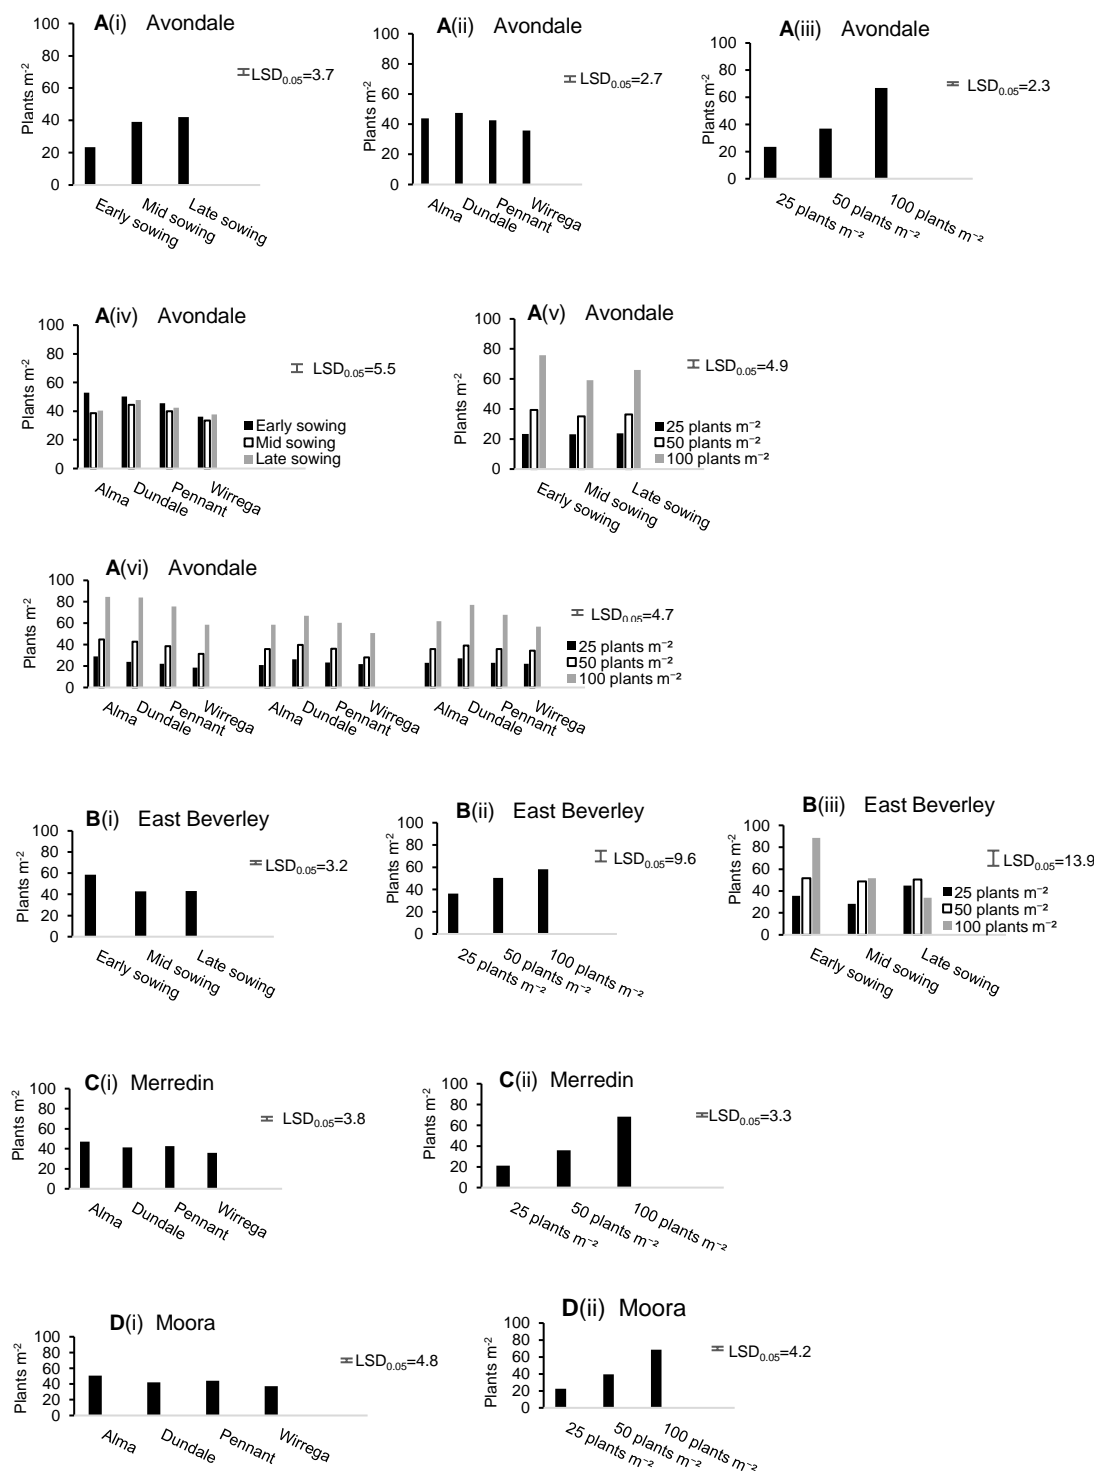 A(i) Avondale
Plants m-2
100
80
60
40
20
0
LSD0.05=3.7
Early sowing
Mid sowing
Late sowing
A(ii) Avondale
Plants m-2
100
80
60
40
20
0
LSD0.05=2.7
Alma
Dundale
Pennant
Wirrega
A(iii) Avondale
Plants m-2
100
80
60
40
20
0
LSD0.05=2.3
25 plants m⁻²
50 plants m⁻²
100 plants m⁻²
A(iv) Avondale
Plants m-2
100
80
60
40
20
0
LSD0.05=5.5
Early sowing
Mid sowing
Late sowing
Alma
Dundale
Pennant
Wirrega
A(v) Avondale
Plants m-2
100
80
60
40
20
0
LSD0.05=4.9
25 plants m⁻²
50 plants m⁻²
100 plants m⁻²
Early sowing
Mid sowing
Late sowing
A(vi) Avondale
Plants m-2
100
80
60
40
20
0
LSD0.05=4.7
25 plants m⁻²
50 plants m⁻²
100 plants m⁻²
Alma
Dundale
Pennant
Wirrega
Alma
Dundale
Pennant
Wirrega
Alma
Dundale
Pennant
Wirrega
B(i) East Beverley
Plants m-2
100
80
60
40
20
0
LSD0.05=3.2
Early sowing
Mid sowing
Late sowing
B(ii) East Beverley
Plants m-2
100
80
60
40
20
0
LSD0.05=9.6
25 plants m⁻²
50 plants m⁻²
100 plants m⁻²
B(iii) East Beverley
Plants m-2
100
80
60
40
20
0
LSD0.05=13.9
25 plants m⁻²
50 plants m⁻²
100 plants m⁻²
Early sowing
Mid sowing
Late sowing
C(i) Merredin
Plants m-2
100
80
60
40
20
0
LSD0.05=3.8
Alma
Dundale
Pennant
Wirrega
C(ii) Merredin
Plants m-2
100
80
60
40
20
0
LSD0.05=3.3
25 plants m⁻²
50 plants m⁻²
100 plants m⁻²
D(i) Moora
Plants m-2
100
80
60
40
20
0
LSD0.05=4.8
Alma
Dundale
Pennant
Wirrega
D(ii) Moora
Plants m-2
100
80
60
40
20
0
LSD0.05=4.2
25 plants m⁻²
50 plants m⁻²
100 plants m⁻²